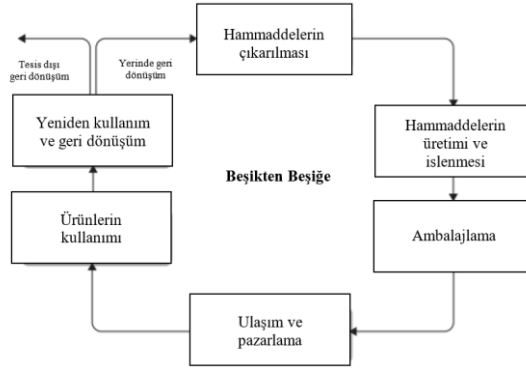 Hammaddelerin
çıkarılması
Tesis dışı
geri dönüşüm
Yerinde geri
dönüşüm
Yeniden kullanım
ve geri dönüşüm
Hammaddelerin
üretimi ve
islenmesi
Beşikten Beşiğe
Ürünlerin
kullanımı
Ambalajlama
Ulaşım ve
pazarlama